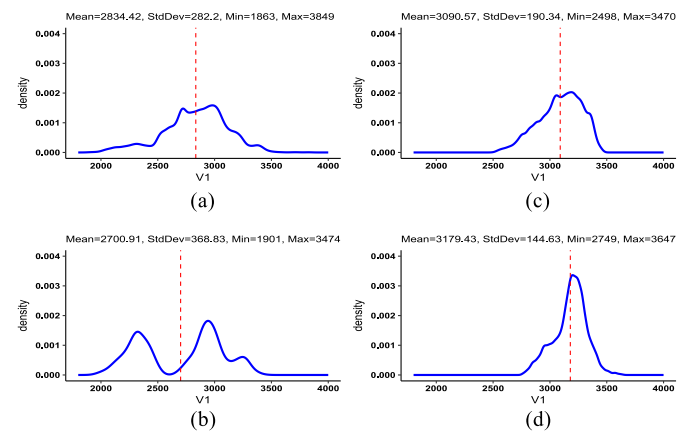 Mean=2834.42, StdDev=282.2, Min=1863, Max=3849
0.004
0.003
0.002
0.001
0.000
density
2000 2500 3000 3500 4000
V1
(a)
Mean=3090.57, StdDev=190.34, Min=2498, Max=3470
0.004
0.003
0.002
0.001
0.000
density
2000 2500 3000 3500 4000
V1
(c)
Mean=2700.91, StdDev=368.83, Min=1901, Max=3474
0.004
0.003
0.002
0.001
0.000
density
2000 2500 3000 3500 4000
V1
(b)
Mean=3179.43, StdDev=144.63, Min=2749, Max=3647
0.004
0.003
0.002
0.001
0.000
density
2000 2500 3000 3500 4000
V1
(d)